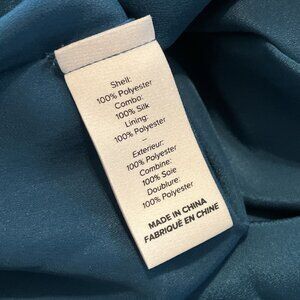 Shell:
100% Polyester
Combo:
100% Silk
Lining:
100% Polyester
–
Exterieur:
100% Polyester
Combine:
100% Soie
Doublure:
100% Polyester
MADE IN CHINA
FABRIQUÉ EN CHINE